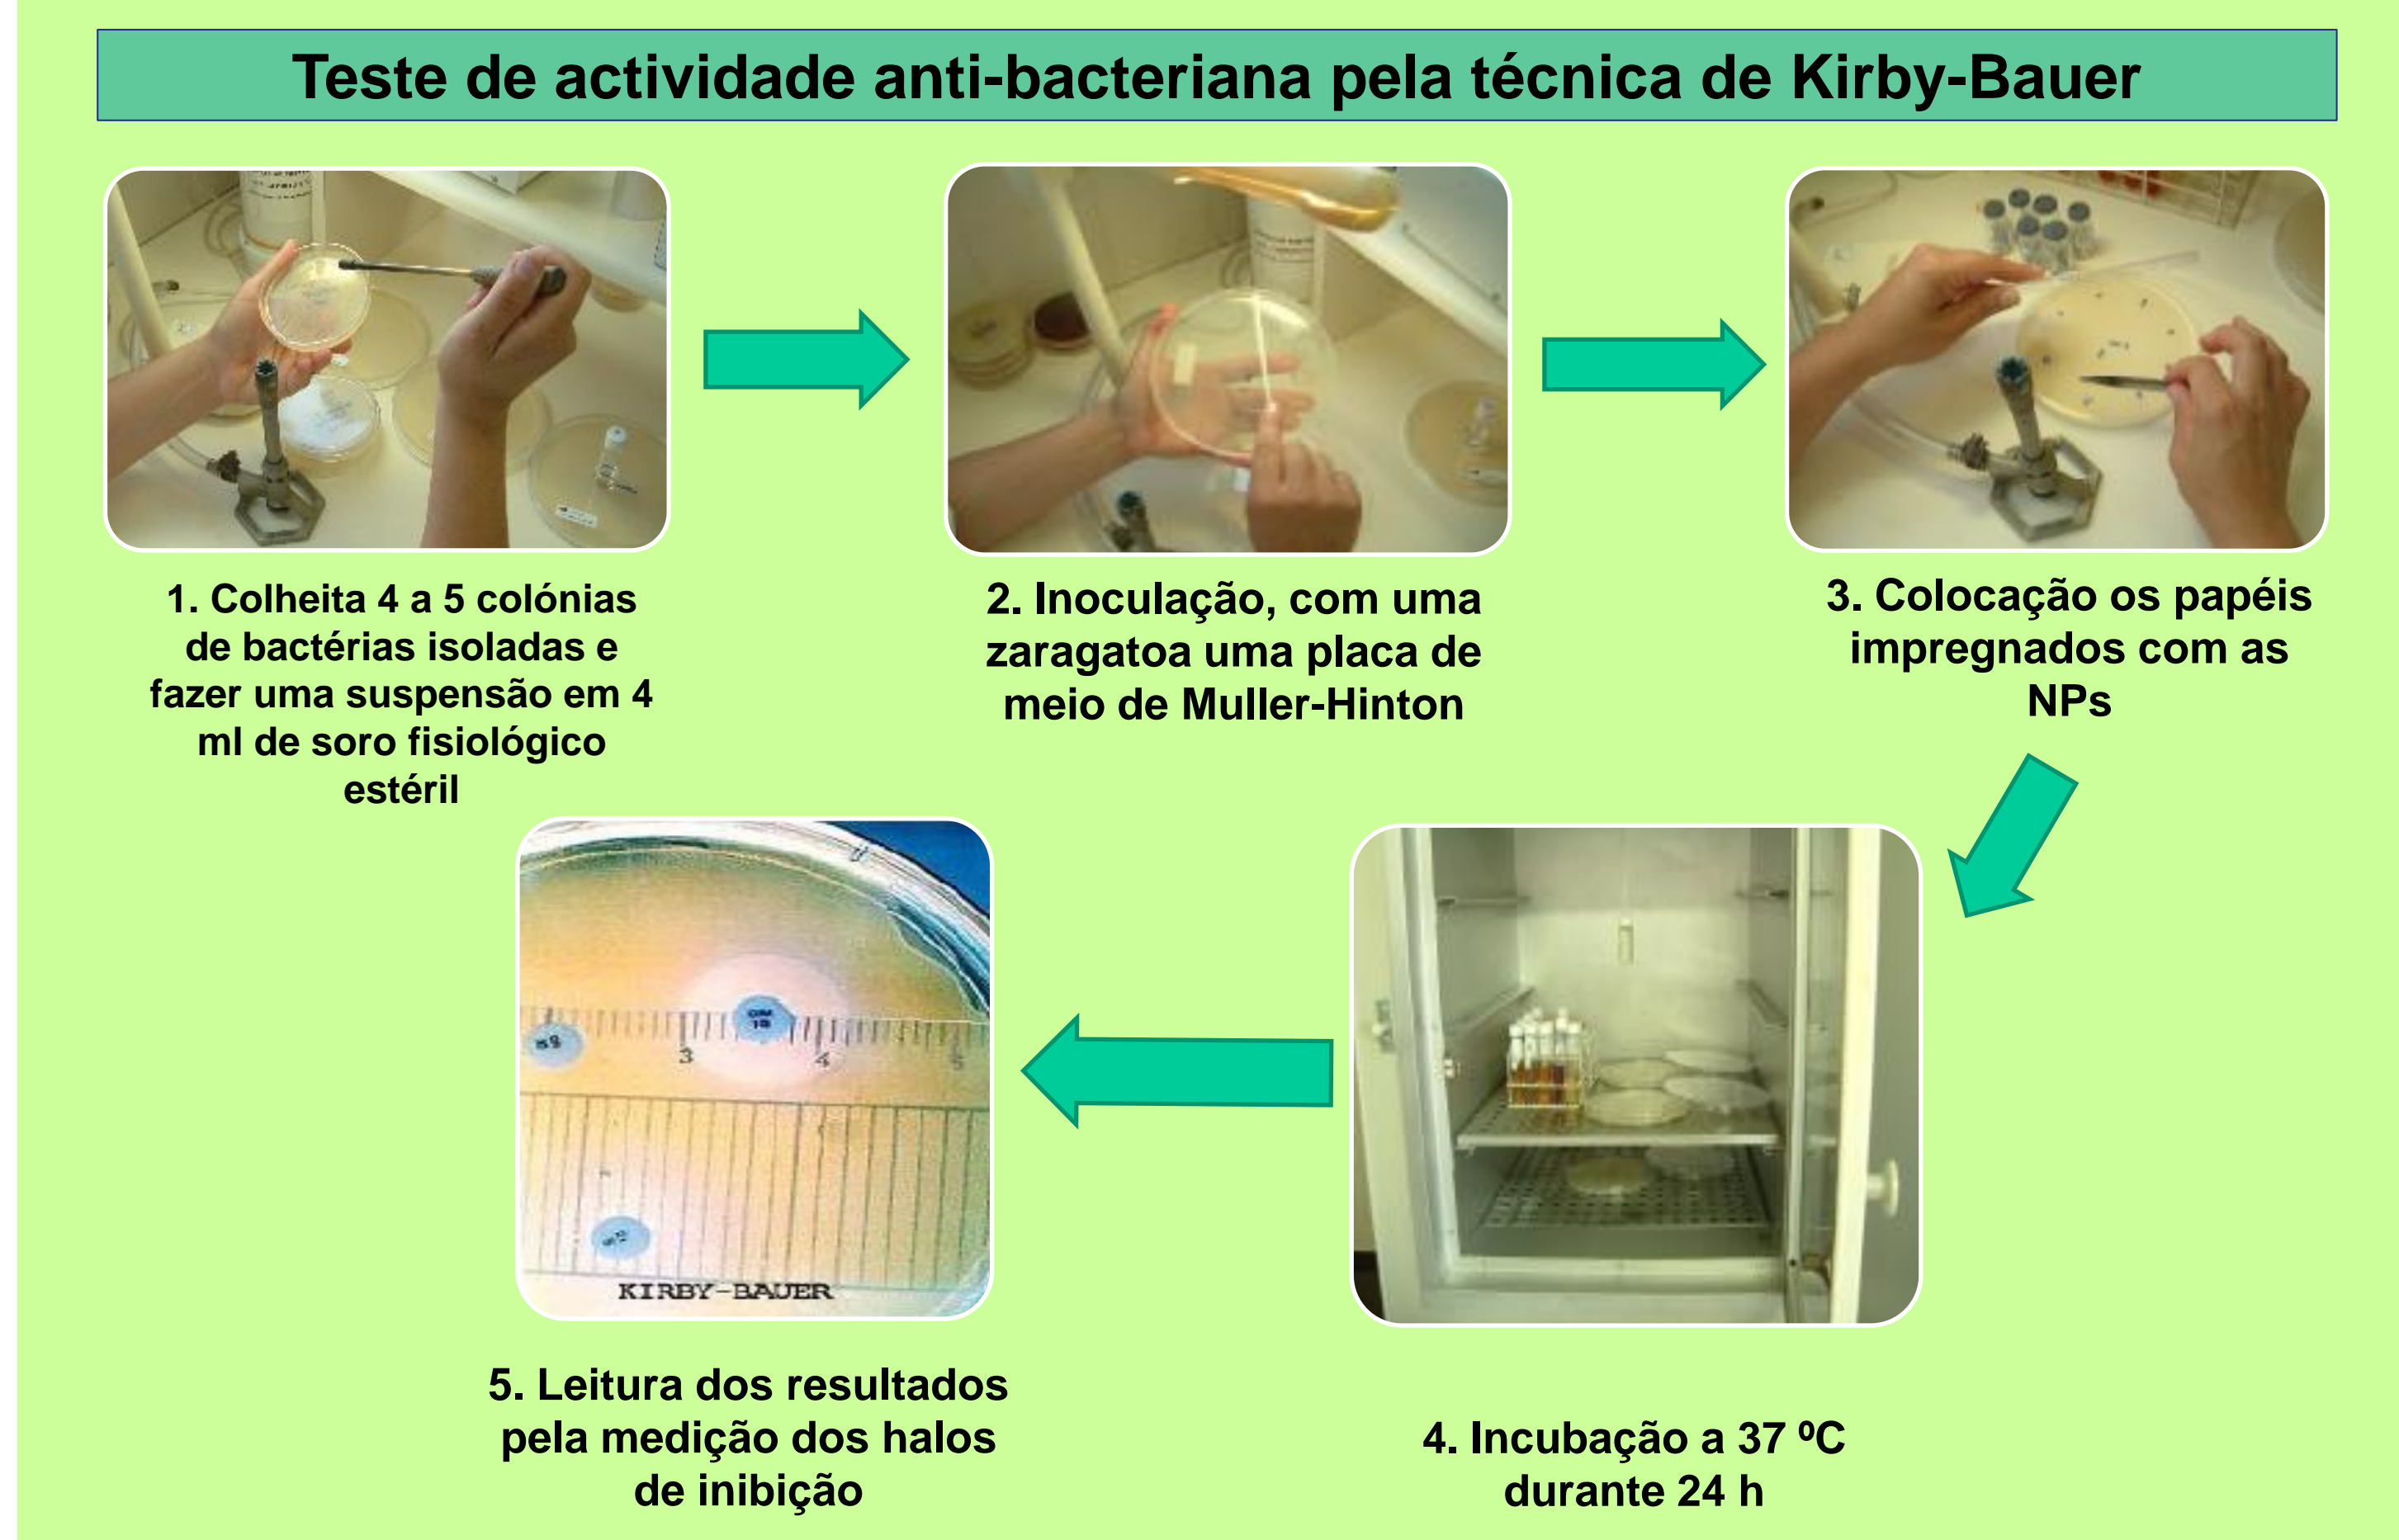 Teste de actividade anti-bacteriana pela técnica de Kirby-Bauer
1. Colheita 4 a 5 colónias
de bactérias isoladas e
fazer uma suspensão em 4
ml de soro fisiológico
estéril
2. Inoculação, com uma
zaragatoa uma placa de
meio de Muller-Hinton
3. Colocação os papéis
impregnados com as
NPs
4. Incubação a 37 ºC
durante 24 h
3 4 5
KIRBY-BAUER
5. Leitura dos resultados
pela medição dos halos
de inibição